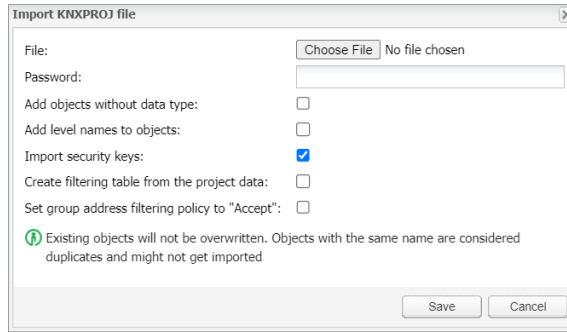 Import KNXPROJ file
File: Choose File No file chosen
Password:
Add objects without data type:
Add level names to objects:
Import security keys:
Create filtering table from the project data:
Set group address filtering policy to "Accept":
Existing objects will not be overwritten. Objects with the same name are considered
duplicates and might not get imported
Save Cancel